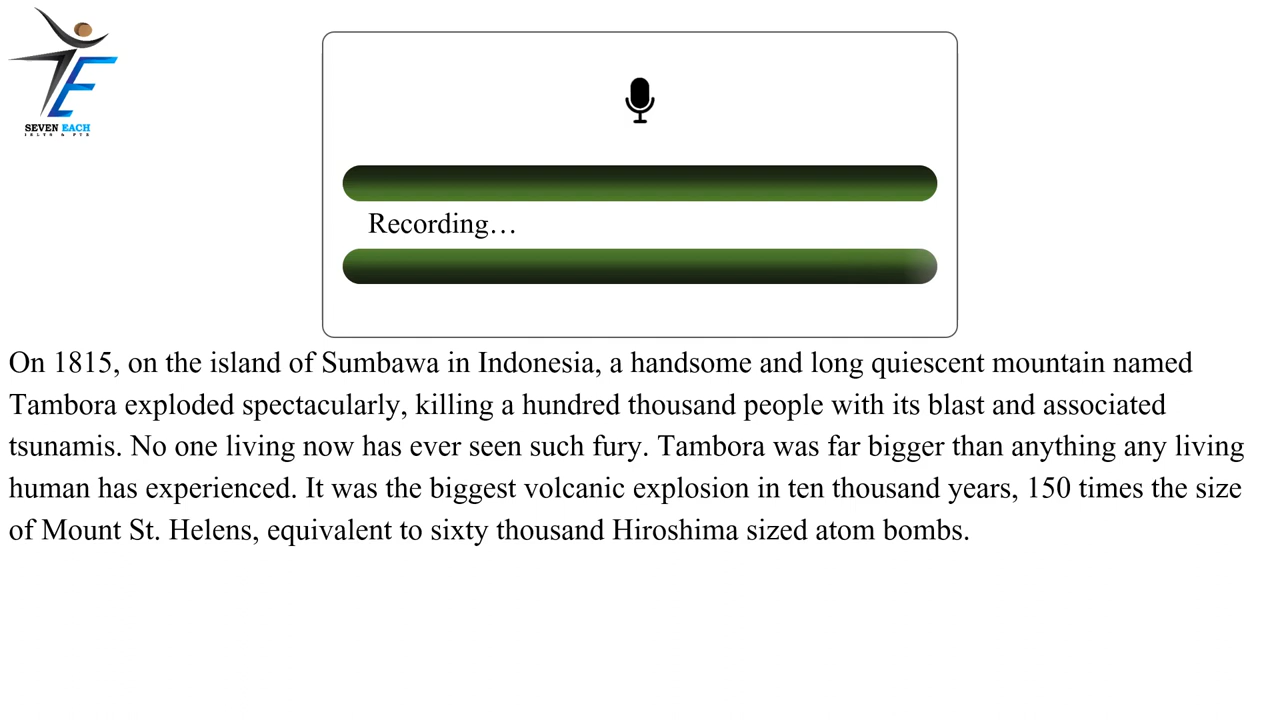 SEVEN EACH
IELTS & PTE
Recording…
On 1815, on the island of Sumbawa in Indonesia, a handsome and long quiescent mountain named
Tambora exploded spectacularly, killing a hundred thousand people with its blast and associated
tsunamis. No one living now has ever seen such fury. Tambora was far bigger than anything any living
human has experienced. It was the biggest volcanic explosion in ten thousand years, 150 times the size
of Mount St. Helens, equivalent to sixty thousand Hiroshima sized atom bombs.